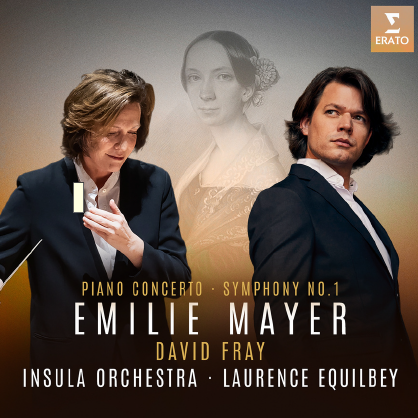 ERATO
PIANO CONCERTO · SYMPHONY NO.1
EMILIE MAYER
DAVID FRAY
INSULA ORCHESTRA · LAURENCE EQUILBEY